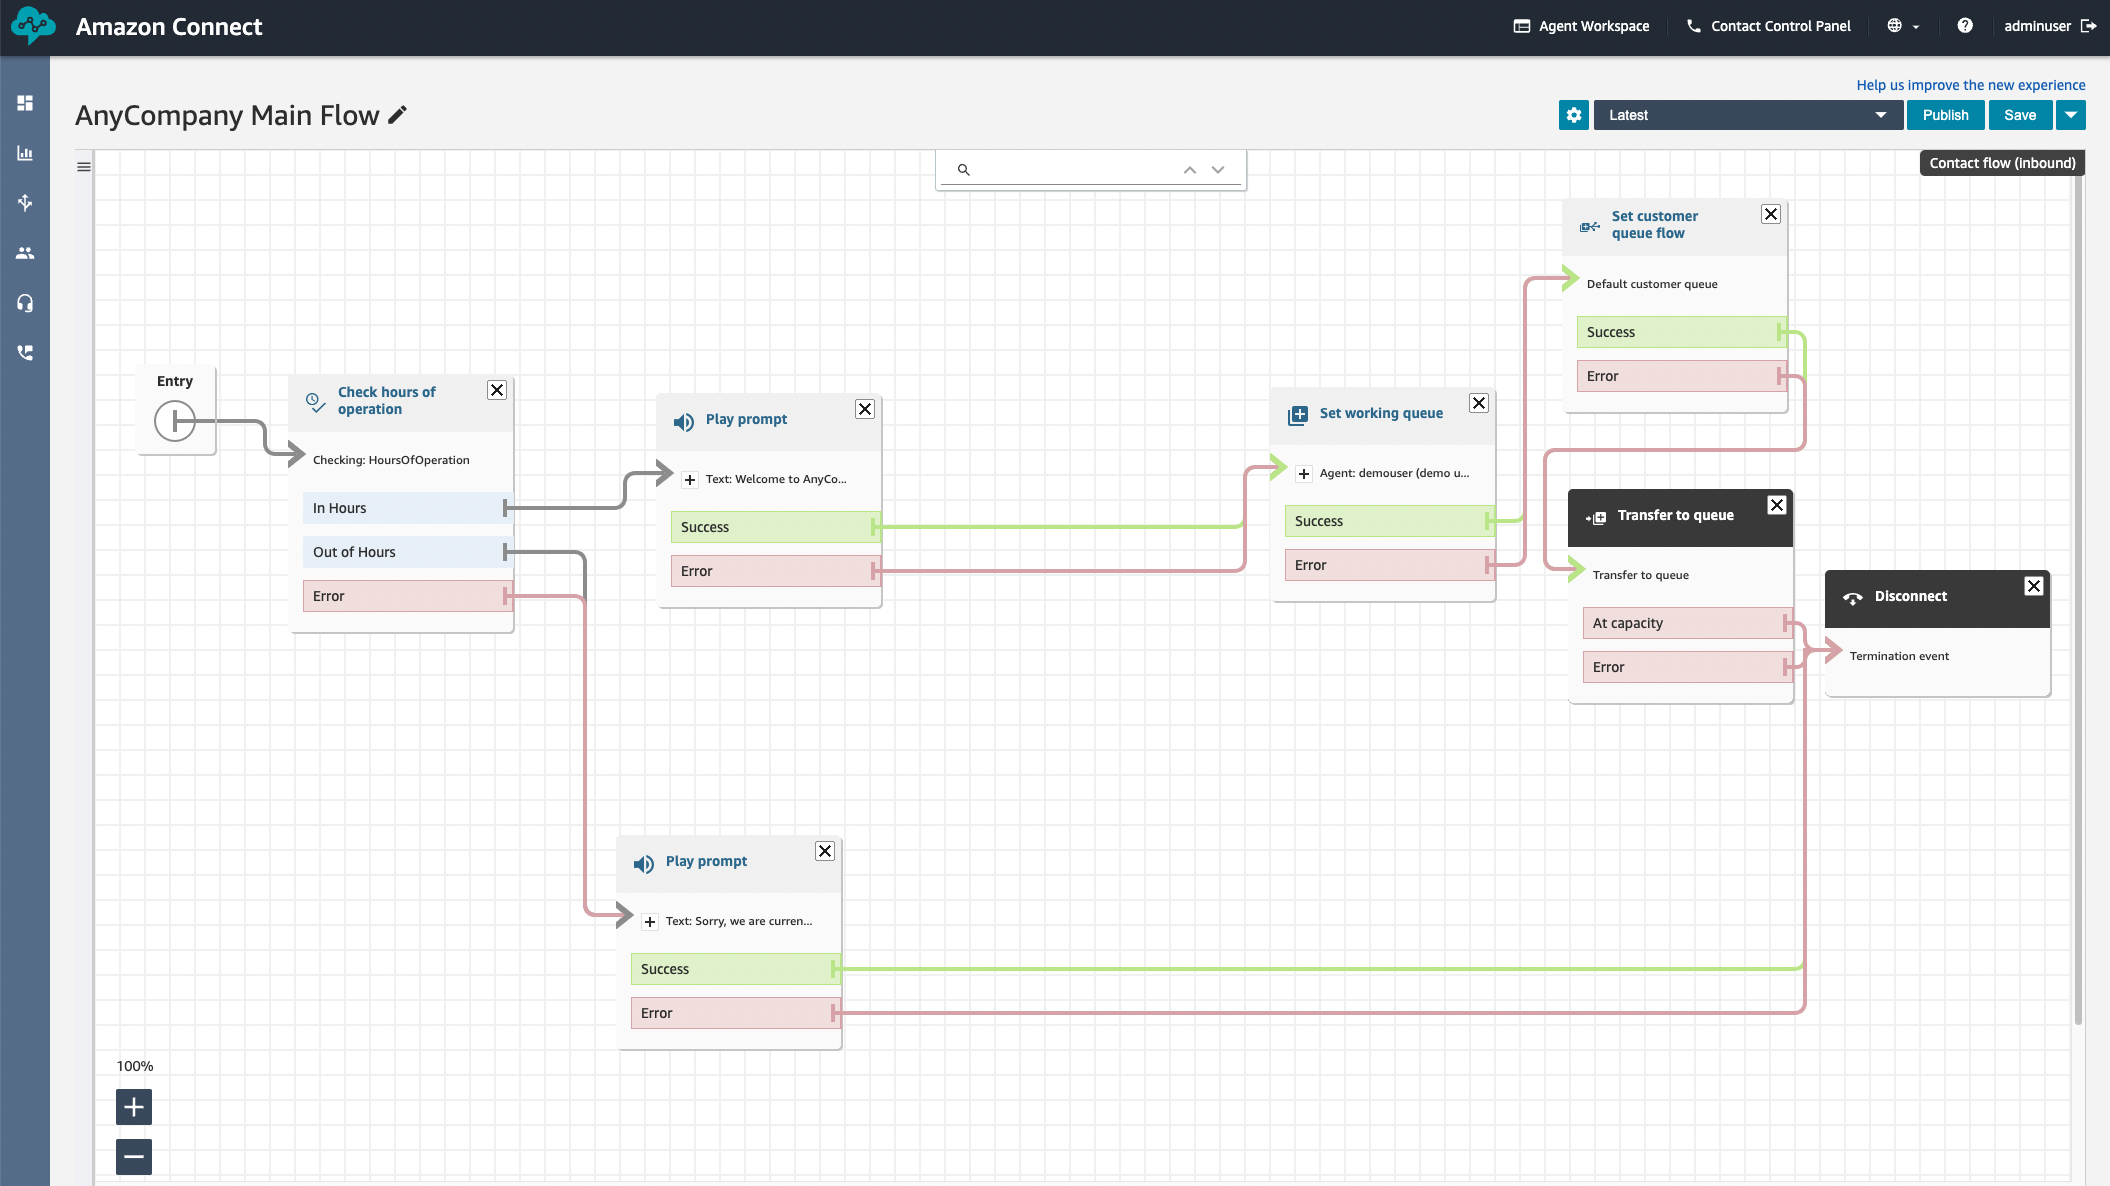 Amazon Connect
Agent Workspace
Contact Control Panel
adminuser
Help us improve the new experience
AnyCompany Main Flow
Latest
Publish
Save
Contact flow (inbound)
Entry
Check hours of
operation
Checking: HoursOfOperation
In Hours
Out of Hours
Error
Play prompt
Text: Welcome to AnyCo...
Success
Error
Set working queue
Agent: demouser (demo u...
Success
Error
Set customer
queue flow
Default customer queue
Success
Error
Transfer to queue
Transfer to queue
At capacity
Error
Disconnect
Termination event
Play prompt
Text: Sorry, we are curren...
Success
Error
100%